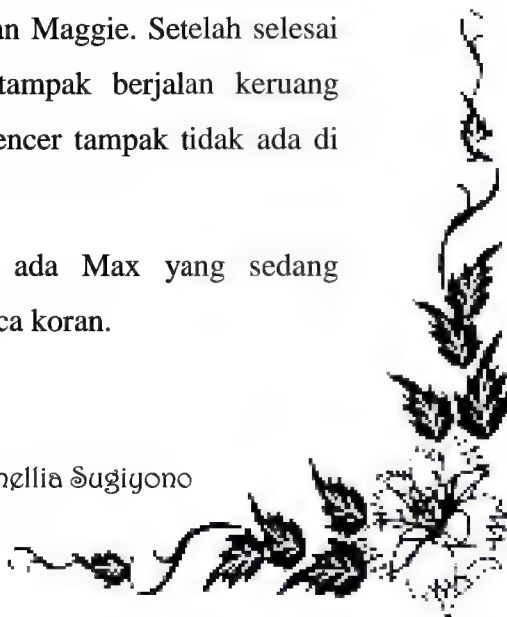 an Maggie. Setelah selesai
tampak berjalan keruang
encer tampak tidak ada di
ada Max yang sedang
ca koran.
nellia Sugiyono